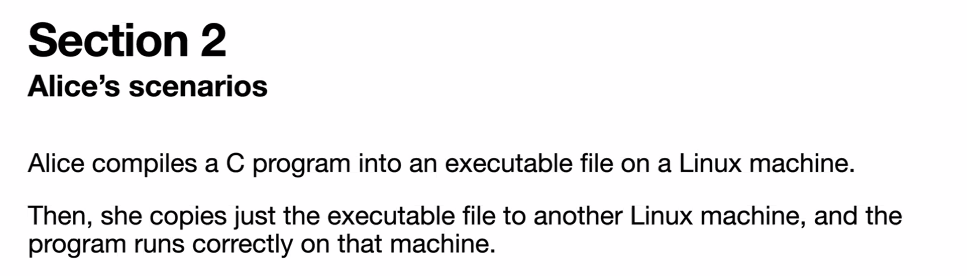 Section 2
Alice’s scenarios
Alice compiles a C program into an executable file on a Linux machine.
Then, she copies just the executable file to another Linux machine, and the
program runs correctly on that machine.